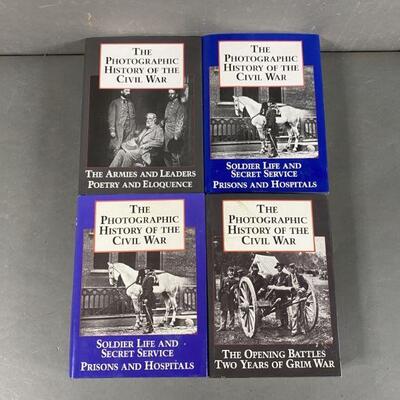 THE
PHOTOGRAPHIC
HISTORY OF THE
CIVIL WAR
THE ARMIES AND LEADERS
POETRY AND ELOQUENCE
THE
PHOTOGRAPHIC
HISTORY OF THE
CIVIL WAR
SOLDIER LIFE AND
SECRET SERVICE
PRISONS AND HOSPITALS
THE
PHOTOGRAPHIC
HISTORY OF THE
CIVIL WAR
SOLDIER LIFE AND
SECRET SERVICE
PRISONS AND HOSPITALS
THE
PHOTOGRAPHIC
HISTORY OF THE
CIVIL WAR
THE OPENING BATTLES
TWO YEARS OF GRIM WAR